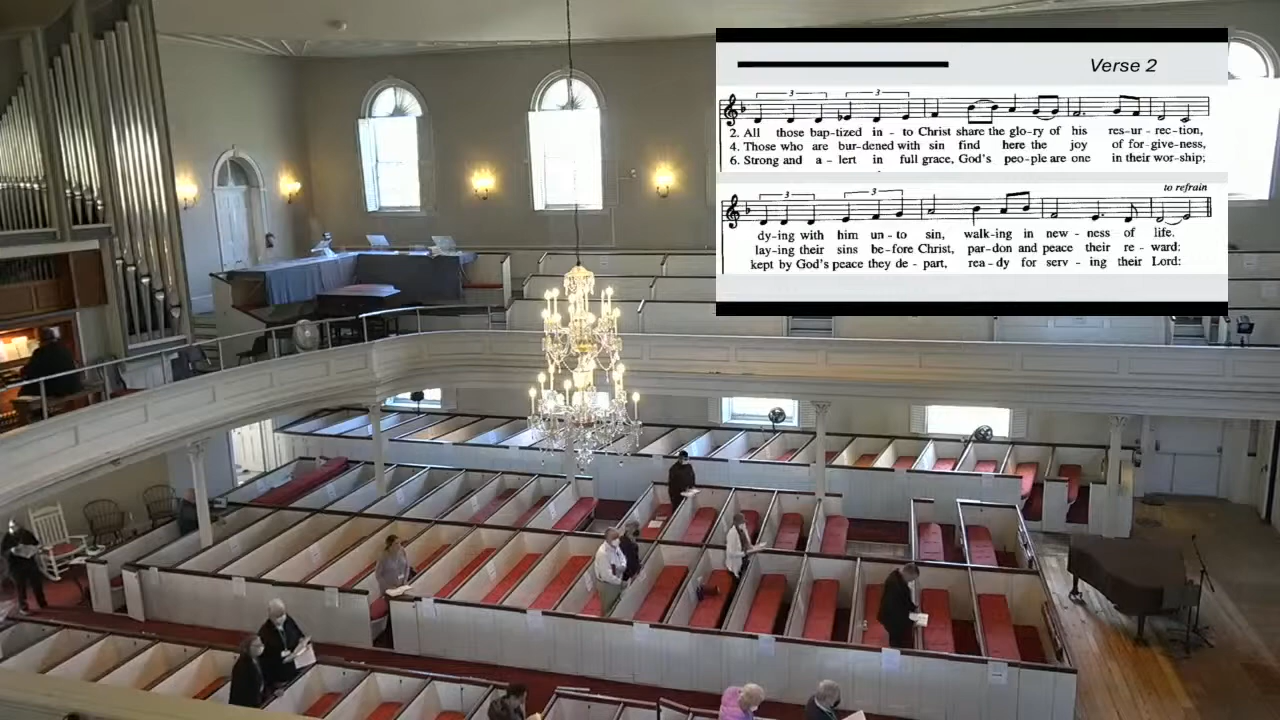 Verse 2
3 3
2. All those bap-tized in - to Christ share the glo-ry of his res-ur - rec-tion,
4. Those who are bur-dened with sin find here the joy of for-give-ness,
6. Strong and a - lert in full grace, God's peo-ple are one in their wor-ship;
to refrain
3 3
dy-ing with him un-to sin, walk-ing in new - ness of life.
lay-ing their sins be-fore Christ, par-don and peace their re - ward:
kept by God's peace they de - part, rea-dy for serv - ing their Lord: